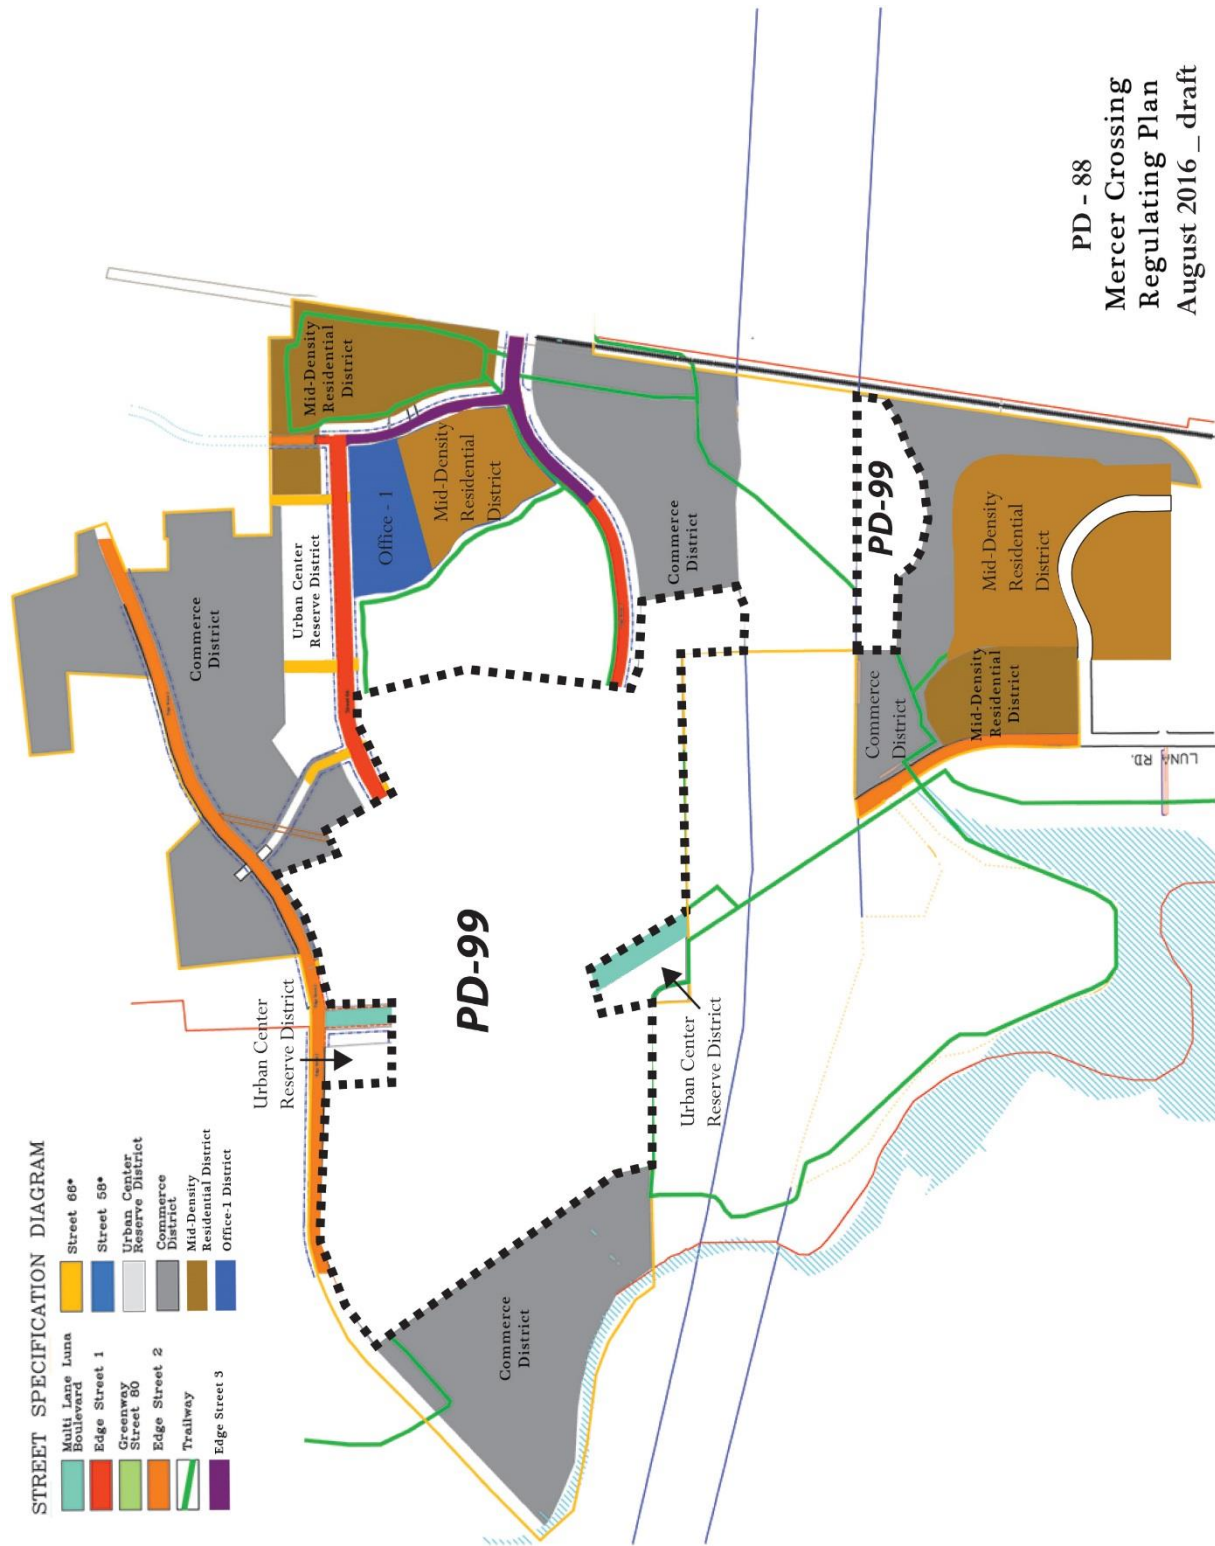 STREET SPECIFICATION DIAGRAM
Multi Lane Luna
Boulevard
Edge Street 1
Greenway
Street 80
Edge Street 2
Trailway
Edge Street 3
Street 66*
Street 58*
Urban Center
Reserve District
Commerce
District
Mid-Density
Residential District
Office-1 District
Commerce
District
Urban Center
Reserve District
Mid-Density
Residential
District
Office - 1
Mid-Density
Residential
District
Urban Center
Reserve District
PD-99
Commerce
District
Urban Center
Reserve District
Commerce
District
PD-99
Commerce
District
Mid-Density
Residential
District
Mid-Density
Residential
District
LUNA RD.
PD - 88
Mercer Crossing
Regulating Plan
August 2016 _ draft